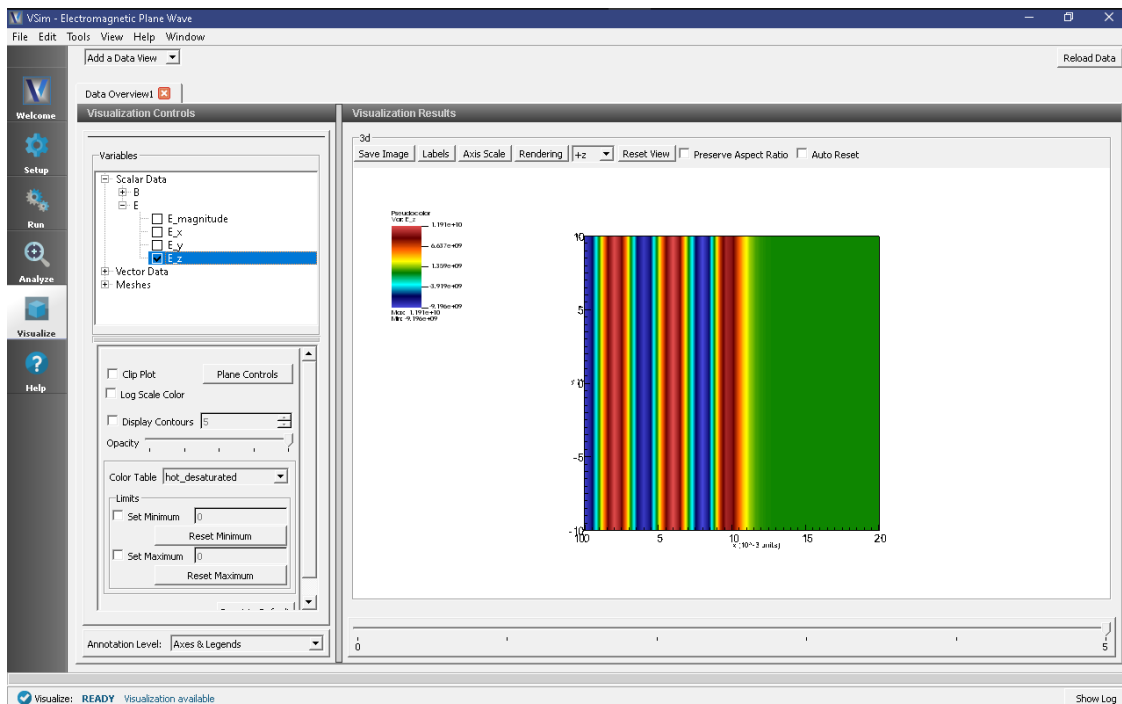 VSim - Electromagnetic Plane Wave
File Edit Tools View Help Window
Add a Data View
Reload Data
Data Overview1
Welcome
Setup
Run
Analyze
Visualize
Help
Visualization Controls
Variables
Scalar Data
B
E
E_magnitude
E_x
E_y
E_z
Vector Data
Meshes
Clip Plot
Plane Controls
Log Scale Color
Display Contours 5
Opacity
Color Table hot_desaturated
Limits
Set Minimum 0
Reset Minimum
Set Maximum 0
Reset Maximum
Annotation Level: Axes & Legends
Visualization Results
3d
Save Image Labels Axis Scale Rendering +z Reset View Preserve Aspect Ratio Auto Reset
Pseudocolor
Var: E_z
1.191e+10
6.637e+09
1.359e+09
-3.919e+09
-9.196e+09
Max: 1.191e+10
Min: -9.196e+09
10
5
0
-5
-10
0 5 10 15 20
x (10^-3 units)
0 5
Visualize: READY Visualization available
Show Log